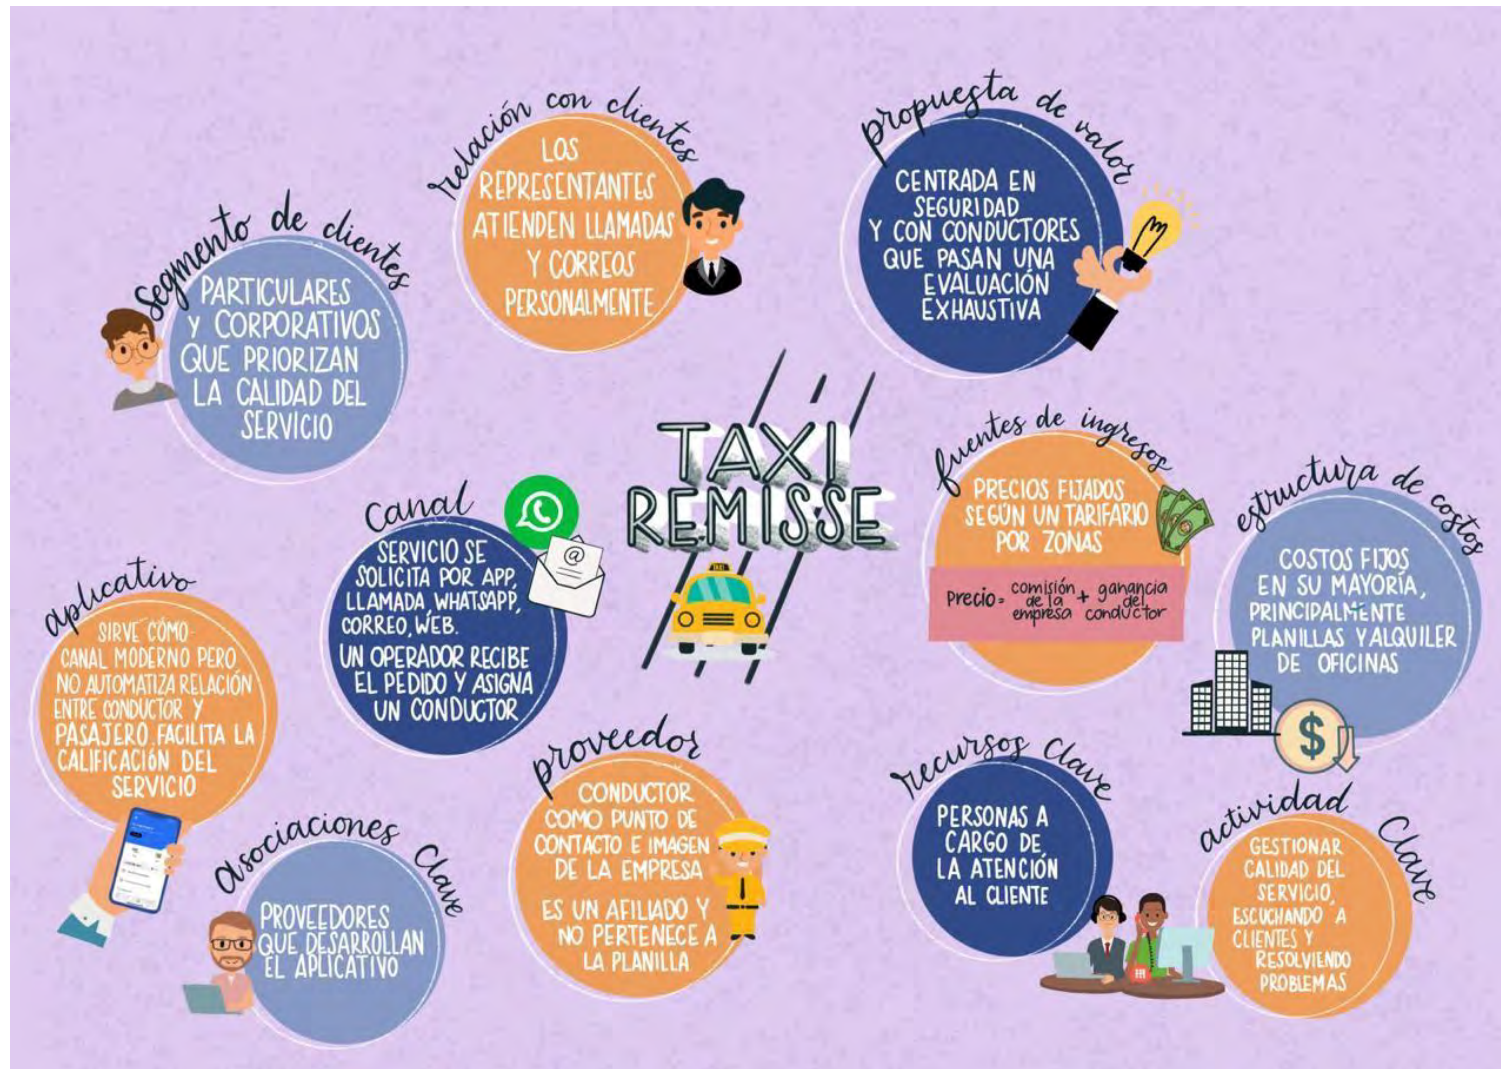 segmento de clientes
PARTICULARES
Y CORPORATIVOS
QUE PRIORIZAN
LA CALIDAD DEL
SERVICIO
relación con clientes
LOS
REPRESENTANTES
ATIENDEN LLAMADAS
Y CORREOS
PERSONALMENTE
propuesta de valor
CENTRADA EN
SEGURIDAD
Y CON CONDUCTORES
QUE PASAN UNA
EVALUACIÓN
EXHAUSTIVA
TAXI
REMISSE
TAXI
canal
SERVICIO SE
SOLICITA POR APP,
LLAMADA, WHATSAPP,
CORREO, WEB.
UN OPERADOR RECIBE
EL PEDIDO Y ASIGNA
UN CONDUCTOR
@
fuentes de ingresos
PRECIOS FIJADOS
SEGÚN UN TARIFARIO
POR ZONAS
Precio = comisión de la empresa + ganancia del conductor
estructura de costos
COSTOS FIJOS
EN SU MAYORÍA,
PRINCIPALMENTE
PLANILLAS Y ALQUILER
DE OFICINAS
$
aplicativo
SIRVE CÓMO
CANAL MODERNO PERO
NO AUTOMATIZA RELACIÓN
ENTRE CONDUCTOR Y
PASAJERO. FACILITA LA
CALIFICACIÓN DEL
SERVICIO
asociaciones clave
PROVEEDORES
QUE DESARROLLAN
EL APLICATIVO
proveedor
CONDUCTOR
COMO PUNTO DE
CONTACTO E IMAGEN
DE LA EMPRESA
ES UN AFILIADO Y
NO PERTENECE A
LA PLANILLA
recursos clave
PERSONAS A
CARGO DE
LA ATENCIÓN
AL CLIENTE
actividad clave
GESTIONAR
CALIDAD DEL
SERVICIO,
ESCUCHANDO A
CLIENTES Y
RESOLVIENDO
PROBLEMAS